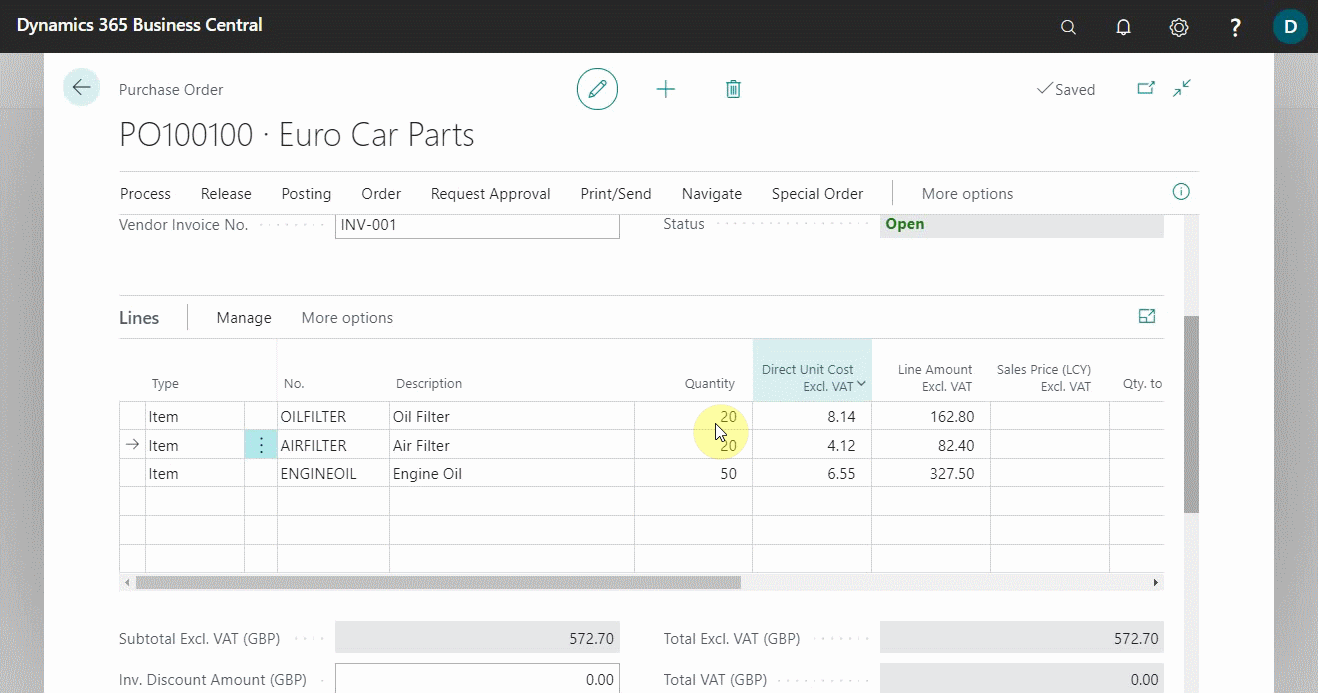 Dynamics 365 Business Central
? D
Purchase Order Saved
PO100100 · Euro Car Parts
Process Release Posting Order Request Approval Print/Send Navigate Special Order More options
Vendor Invoice No. INV-001 Status Open
Lines Manage More options
Type No. Description Quantity Direct Unit Cost Excl. VAT Line Amount Excl. VAT Sales Price (LCY) Excl. VAT Qty. to
Item OILFILTER Oil Filter 20 8.14 162.80
Item AIRFILTER Air Filter 20 4.12 82.40
Item ENGINEOIL Engine Oil 50 6.55 327.50
Subtotal Excl. VAT (GBP) 572.70 Total Excl. VAT (GBP) 572.70
Inv. Discount Amount (GBP) 0.00 Total VAT (GBP) 0.00